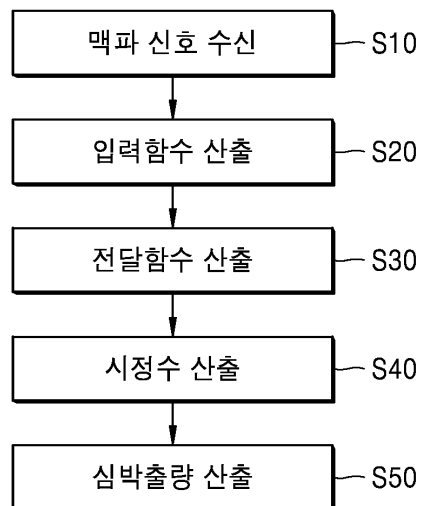 맥파 신호 수신 S10
입력함수 산출 S20
전달함수 산출 S30
시정수 산출 S40
심박출량 산출 S50